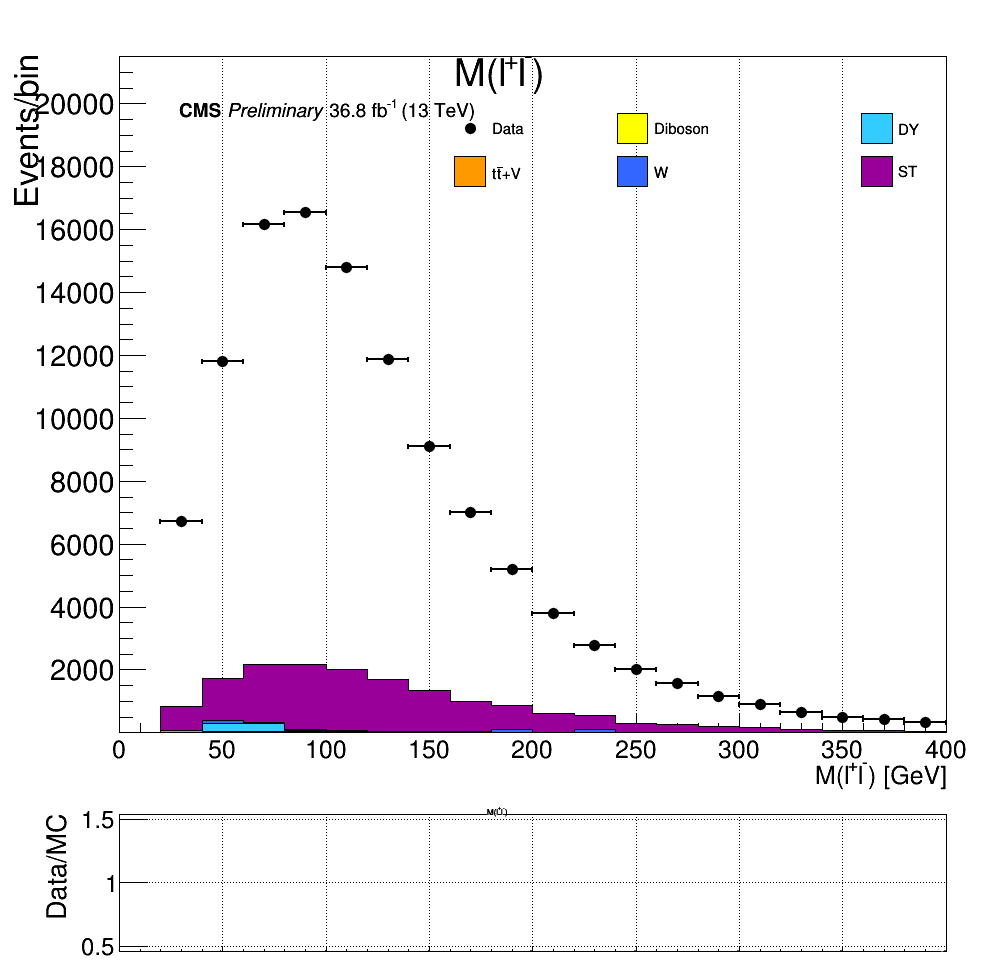 M(l⁺l⁻)
Events/bin
CMS Preliminary 36.8 fb⁻¹ (13 TeV)
Data
Diboson
DY
tt̄+V
W
ST
20000
18000
16000
14000
12000
10000
8000
6000
4000
2000
0 50 100 150 200 250 300 350 400
M(l⁺l⁻) [GeV]
M(l⁺l⁻)
Data/MC
1.5
1
0.5